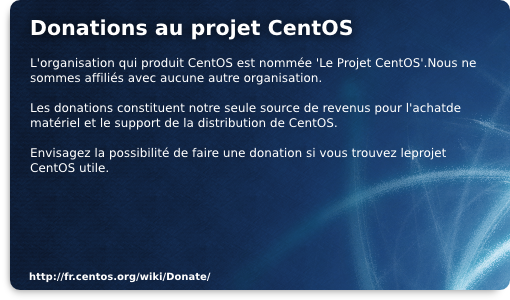 Donations au projet CentOS
L'organisation qui produit CentOS est nommée 'Le Projet CentOS'.Nous ne
sommes affiliés avec aucune autre organisation.
Les donations constituent notre seule source de revenus pour l'achatde
matériel et le support de la distribution de CentOS.
Envisagez la possibilité de faire une donation si vous trouvez leprojet
CentOS utile.
http://fr.centos.org/wiki/Donate/